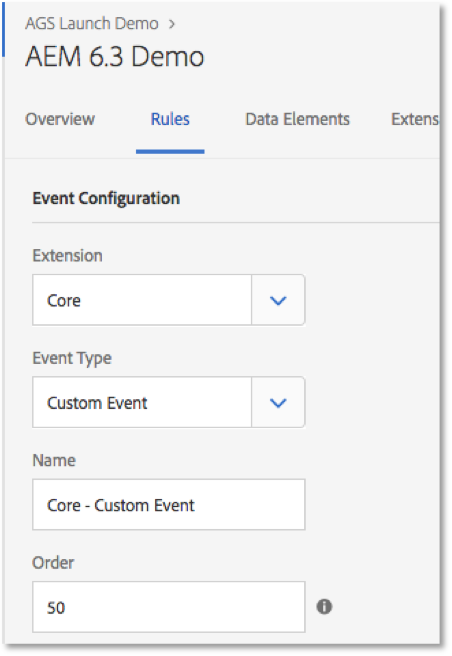 AGS Launch Demo >
AEM 6.3 Demo
Overview Rules Data Elements Extens
Event Configuration
Extension
Core
Event Type
Custom Event
Name
Core - Custom Event
Order
50